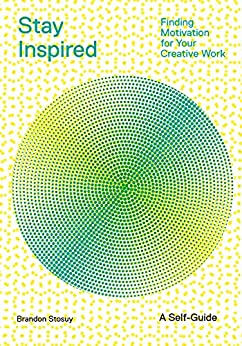 Stay
Inspired
Finding
Motivation
for Your
Creative Work
Brandon Stosuy
A Self-Guide